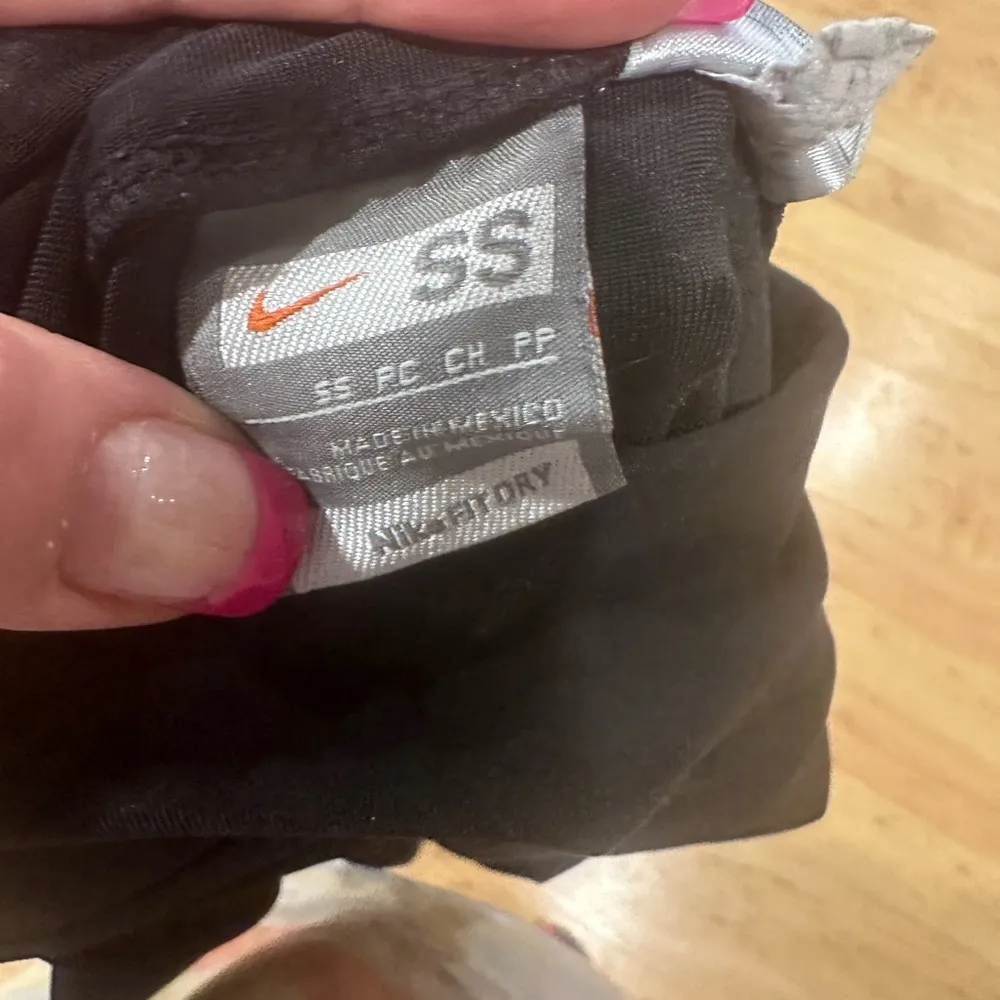 SS
SS PC CH PP
MADE IN MEXICO
FABRIQUE AU MEXIQUE
NIKE FIT DRY